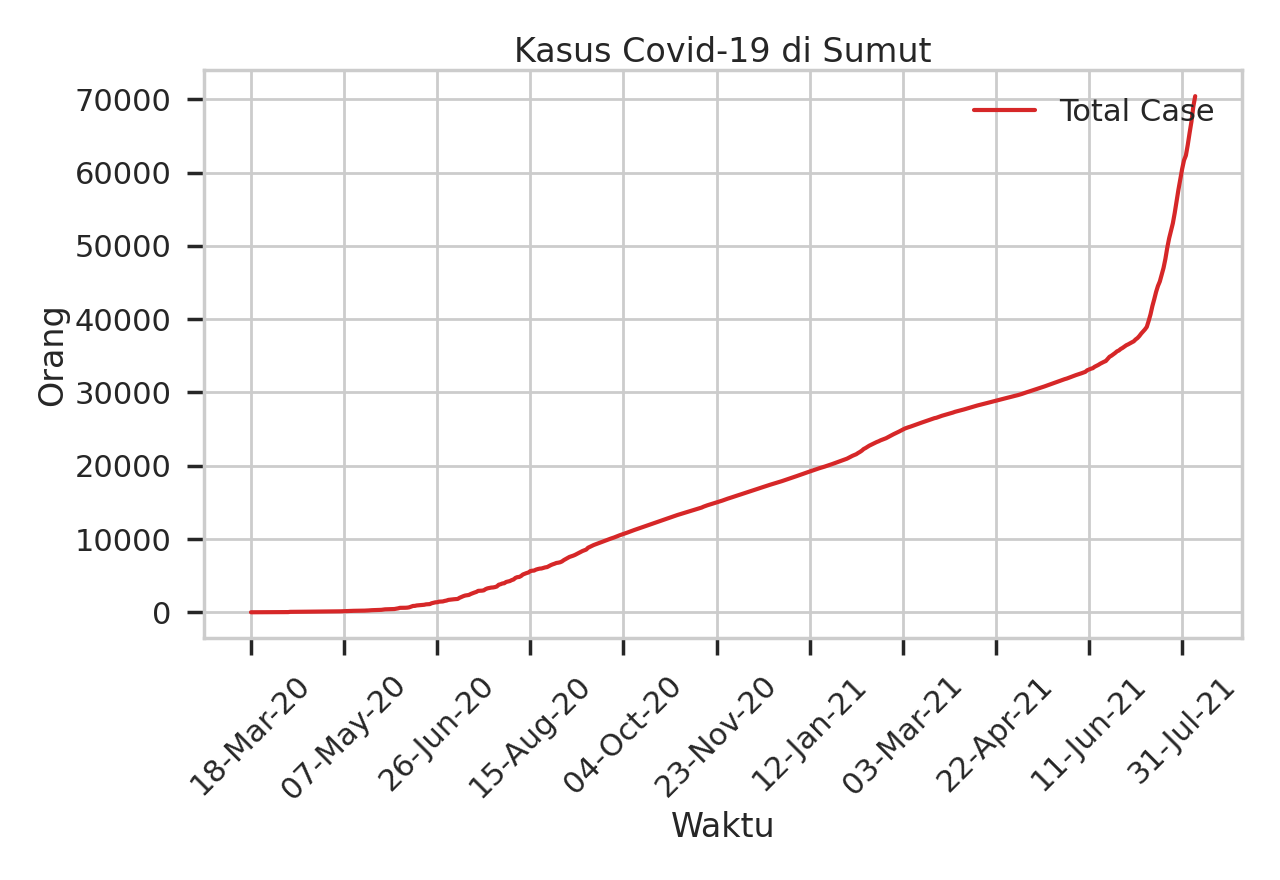 Kasus Covid-19 di Sumut
Total Case
Orang
70000
60000
50000
40000
30000
20000
10000
0
18-Mar-20
07-May-20
26-Jun-20
15-Aug-20
04-Oct-20
23-Nov-20
12-Jan-21
03-Mar-21
22-Apr-21
11-Jun-21
31-Jul-21
Waktu